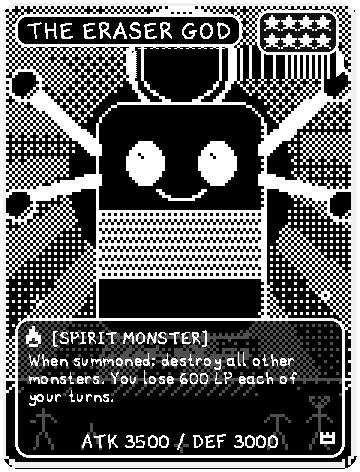 THE ERASER GOD
[SPIRIT MONSTER]
When summoned: destroy all other
monsters. You lose 600 LP each of
your turns.
ATK 3500 / DEF 3000